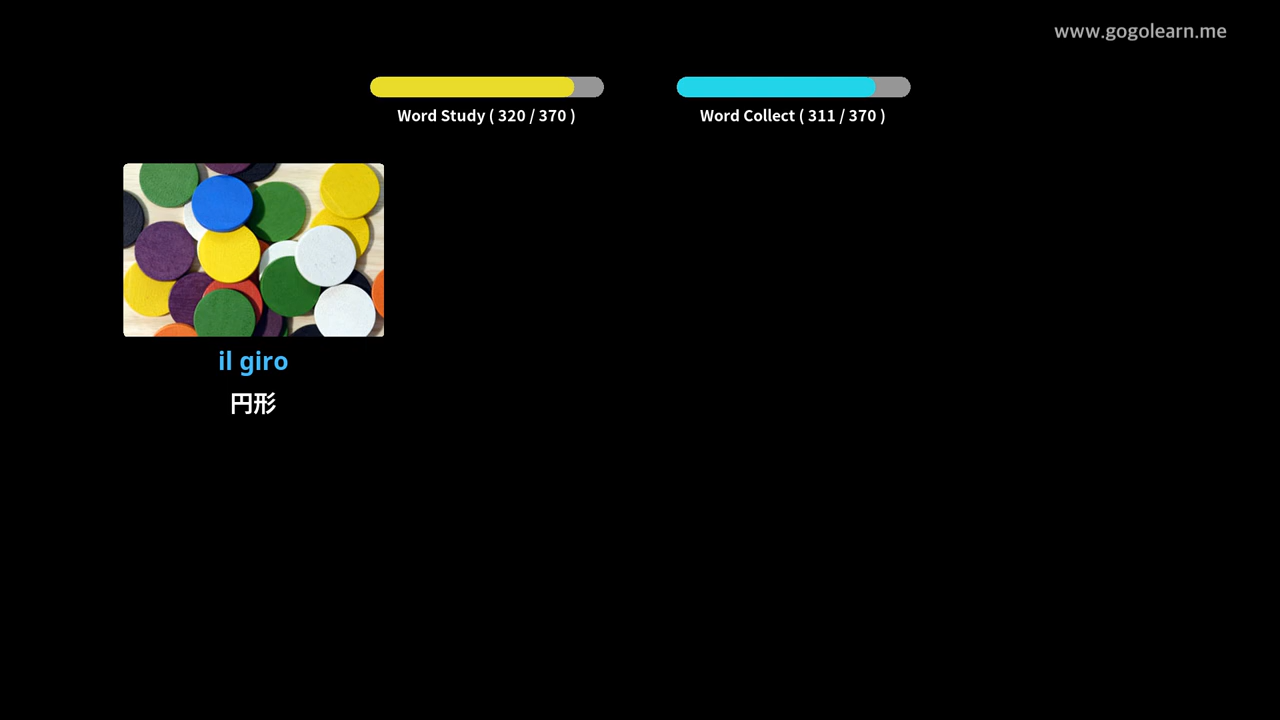 www.gogolearn.me
Word Study ( 320 / 370 )
Word Collect ( 311 / 370 )
il giro
円形